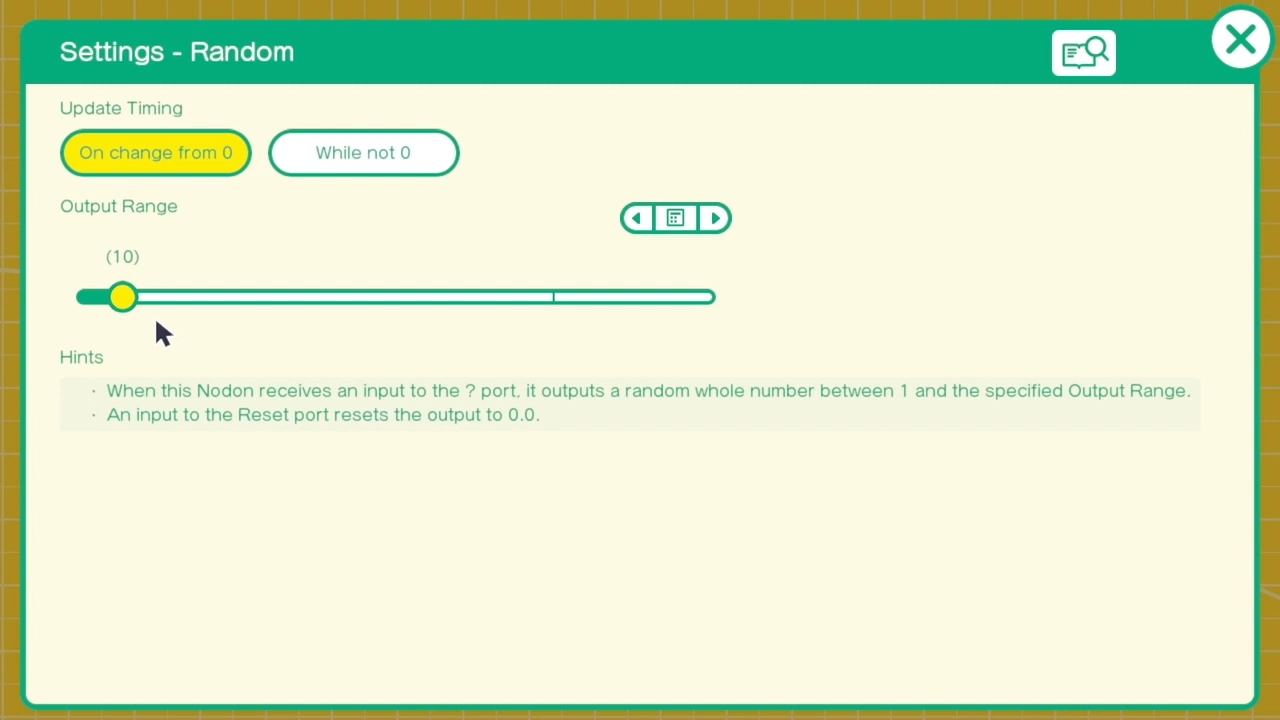 Settings - Random
Update Timing
On change from 0
While not 0
Output Range
(10)
Hints
· When this Nodon receives an input to the ? port, it outputs a random whole number between 1 and the specified Output Range.
· An input to the Reset port resets the output to 0.0.